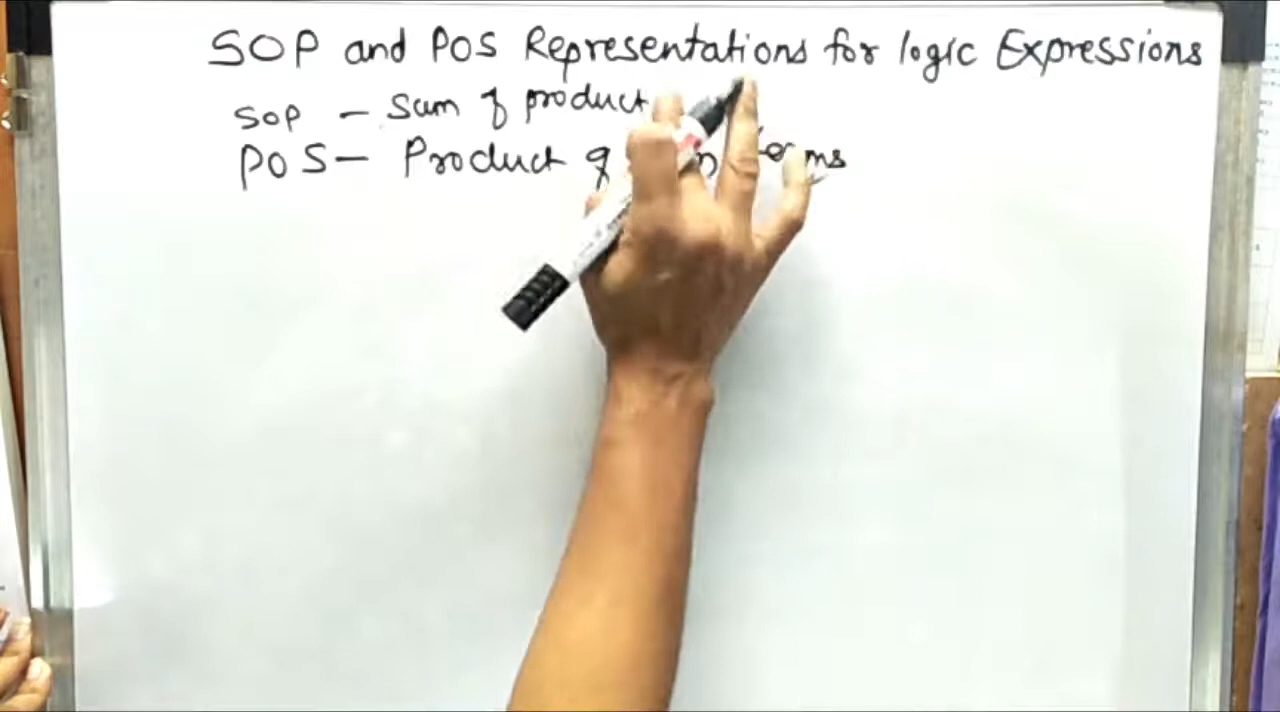 SOP and POS Representations for logic Expressions
SOP - Sum of product
POS - Product of